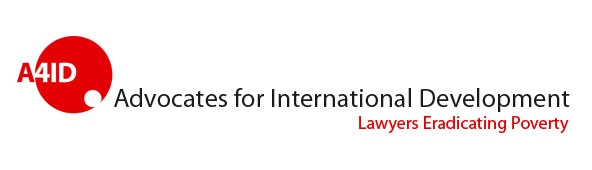 A4ID
Advocates for International Development
Lawyers Eradicating Poverty